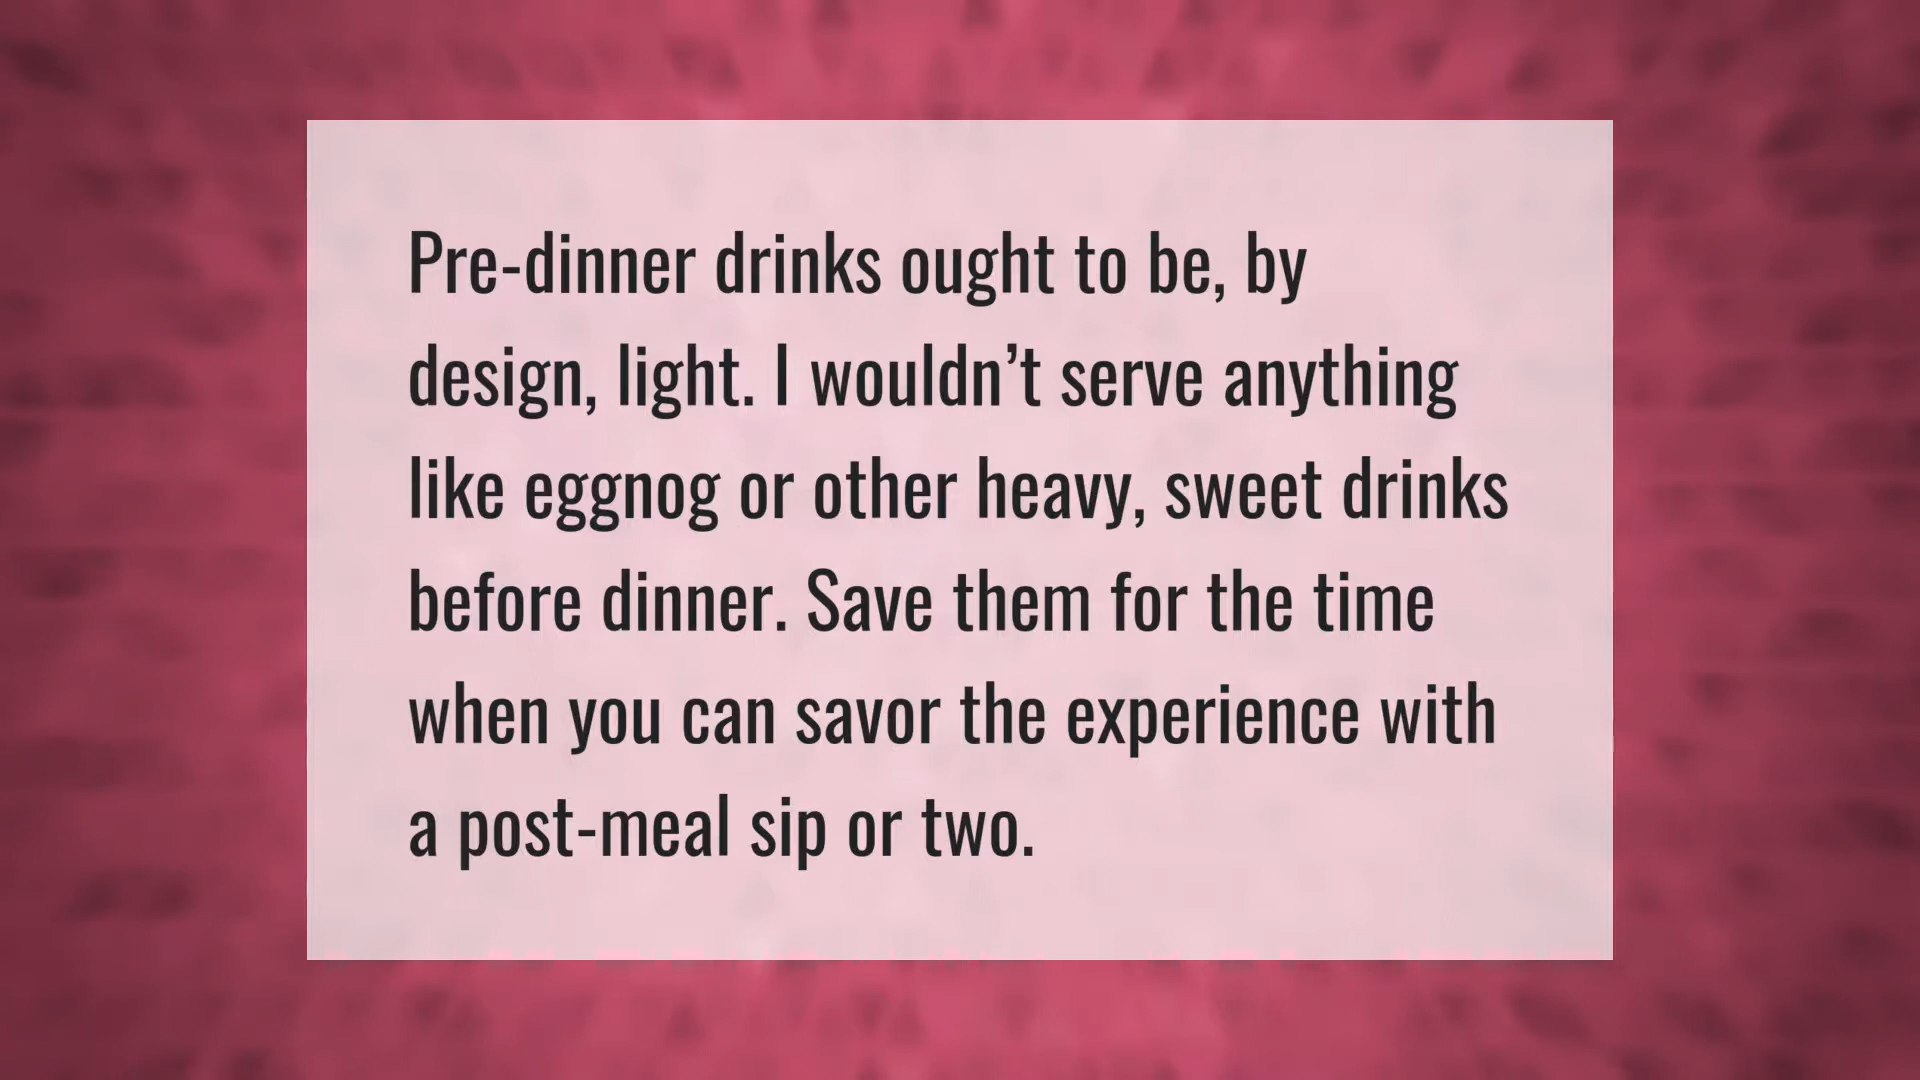 Pre-dinner drinks ought to be, by
design, light. I wouldn’t serve anything
like eggnog or other heavy, sweet drinks
before dinner. Save them for the time
when you can savor the experience with
a post-meal sip or two.